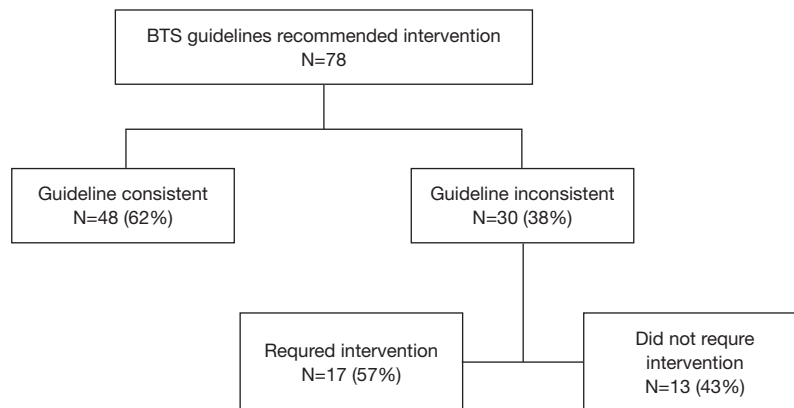 BTS guidelines recommended intervention
N=78
Guideline consistent
N=48 (62%)
Guideline inconsistent
N=30 (38%)
Requred intervention
N=17 (57%)
Did not requre
intervention
N=13 (43%)